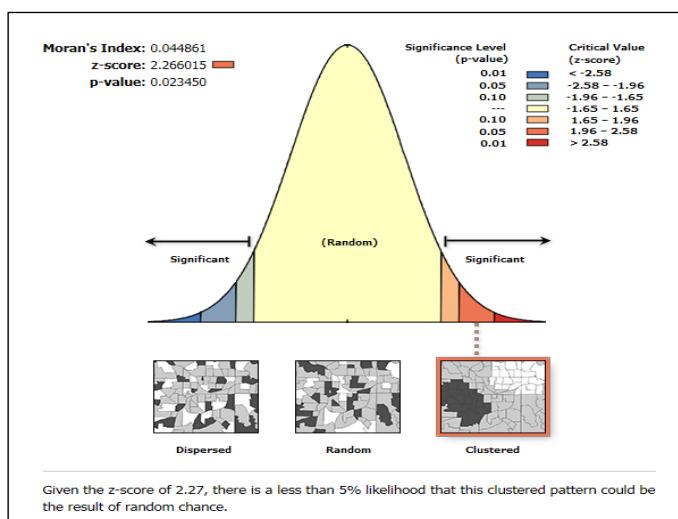 Moran's Index: 0.044861
z-score: 2.266015
p-value: 0.023450
Significance Level
(p-value)
Critical Value
(z-score)
0.01 < -2.58
0.05 -2.58 – -1.96
0.10 -1.96 – -1.65
--- -1.65 – 1.65
0.10 1.65 – 1.96
0.05 1.96 – 2.58
0.01 > 2.58
(Random)
Significant
Significant
Dispersed
Random
Clustered
Given the z-score of 2.27, there is a less than 5% likelihood that this clustered pattern could be
the result of random chance.